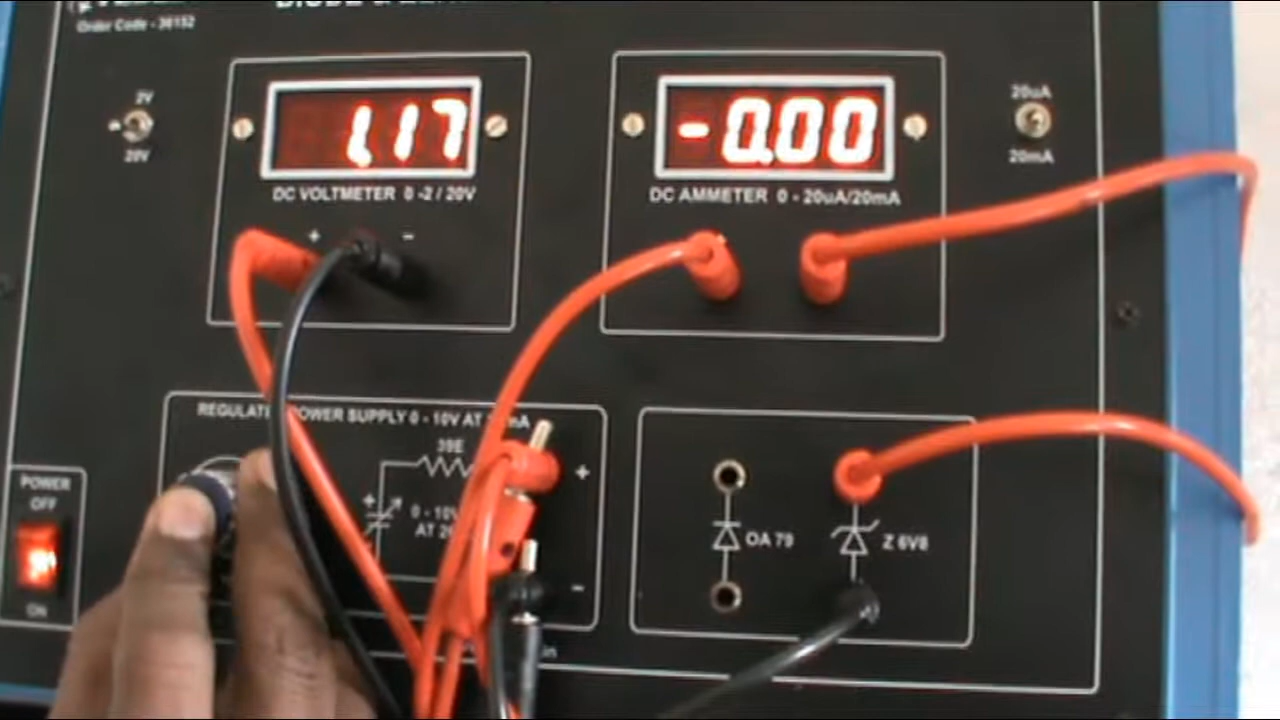 Order Code - 36152
DIODE &
2V
20V
1.17
DC VOLTMETER 0 -2 / 20V
+ -
-0.00
DC AMMETER 0 - 20uA/20mA
20uA
20mA
POWER SUPPLY 0 - 10V AT
39E
+
+
0 - 10V
AT
-
POWER
OFF
ON
OA 79
Z 6V8